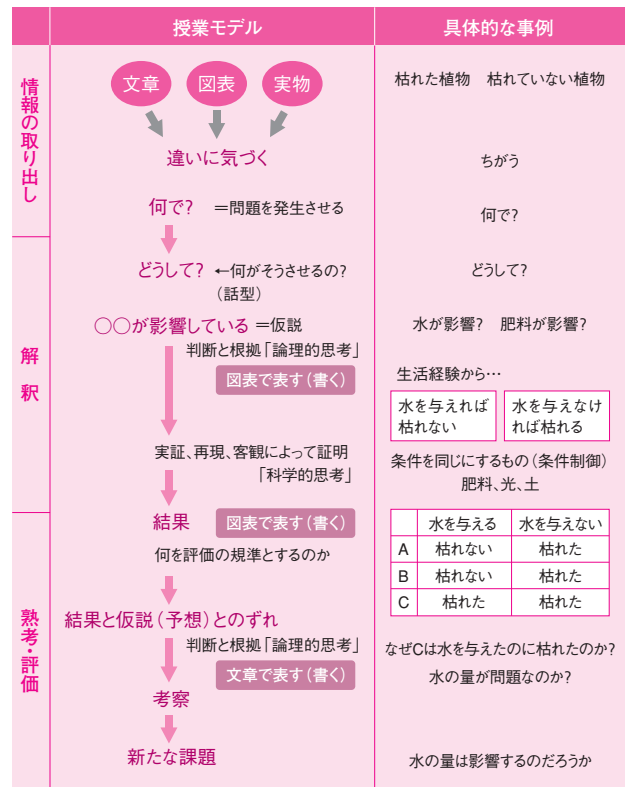 授業モデル
具体的な事例
情報の取り出し
文章 図表 実物
枯れた植物 枯れていない植物
違いに気づく
ちがう
何で? ＝問題を発生させる
何で?
解釈
どうして? ←何がそうさせるの?
（話型）
どうして?
○○が影響している ＝仮説
水が影響? 肥料が影響?
判断と根拠「論理的思考」
図表で表す（書く）
生活経験から…
水を与えれば
枯れない
水を与えなけ
れば枯れる
実証、再現、客観によって証明
「科学的思考」
条件を同じにするもの（条件制御）
肥料、光、土
熟考・評価
結果 図表で表す（書く）
何を評価の規準とするのか
水を与える 水を与えない
A 枯れない 枯れた
B 枯れない 枯れた
C 枯れた 枯れた
結果と仮説（予想）とのずれ
判断と根拠「論理的思考」
文章で表す（書く）
なぜCは水を与えたのに枯れたのか?
水の量が問題なのか?
考察
新たな課題
水の量は影響するのだろうか